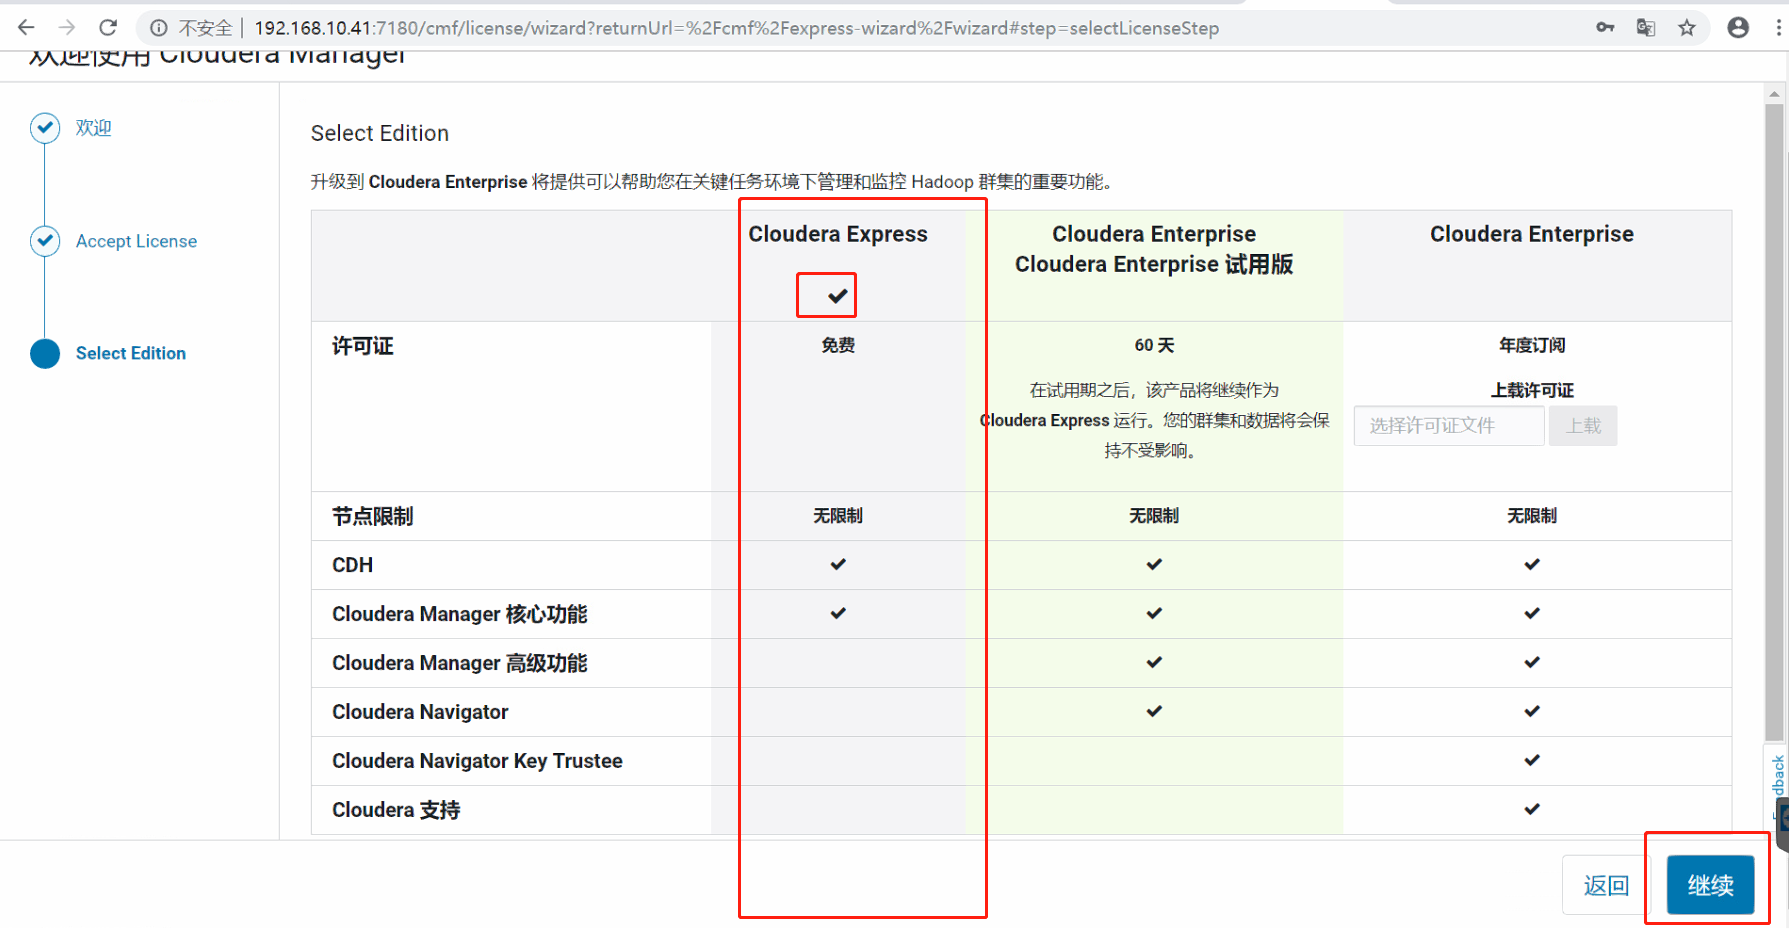 不安全 192.168.10.41:7180/cmf/license/wizard?returnUrl=%2Fcmf%2Fexpress-wizard%2Fwizard#step=selectLicenseStep
欢迎使用 Cloudera Manager
欢迎
Accept License
Select Edition
Select Edition
升级到 Cloudera Enterprise 将提供可以帮助您在关键任务环境下管理和监控 Hadoop 群集的重要功能。
Cloudera Express
Cloudera Enterprise
Cloudera Enterprise 试用版
Cloudera Enterprise
许可证
免费
60 天
在试用期之后，该产品将继续作为
Cloudera Express 运行。您的群集和数据将会保
持不受影响。
年度订阅
上载许可证
选择许可证文件 上载
节点限制 无限制 无限制 无限制
CDH
Cloudera Manager 核心功能
Cloudera Manager 高级功能
Cloudera Navigator
Cloudera Navigator Key Trustee
Cloudera 支持
返回 继续